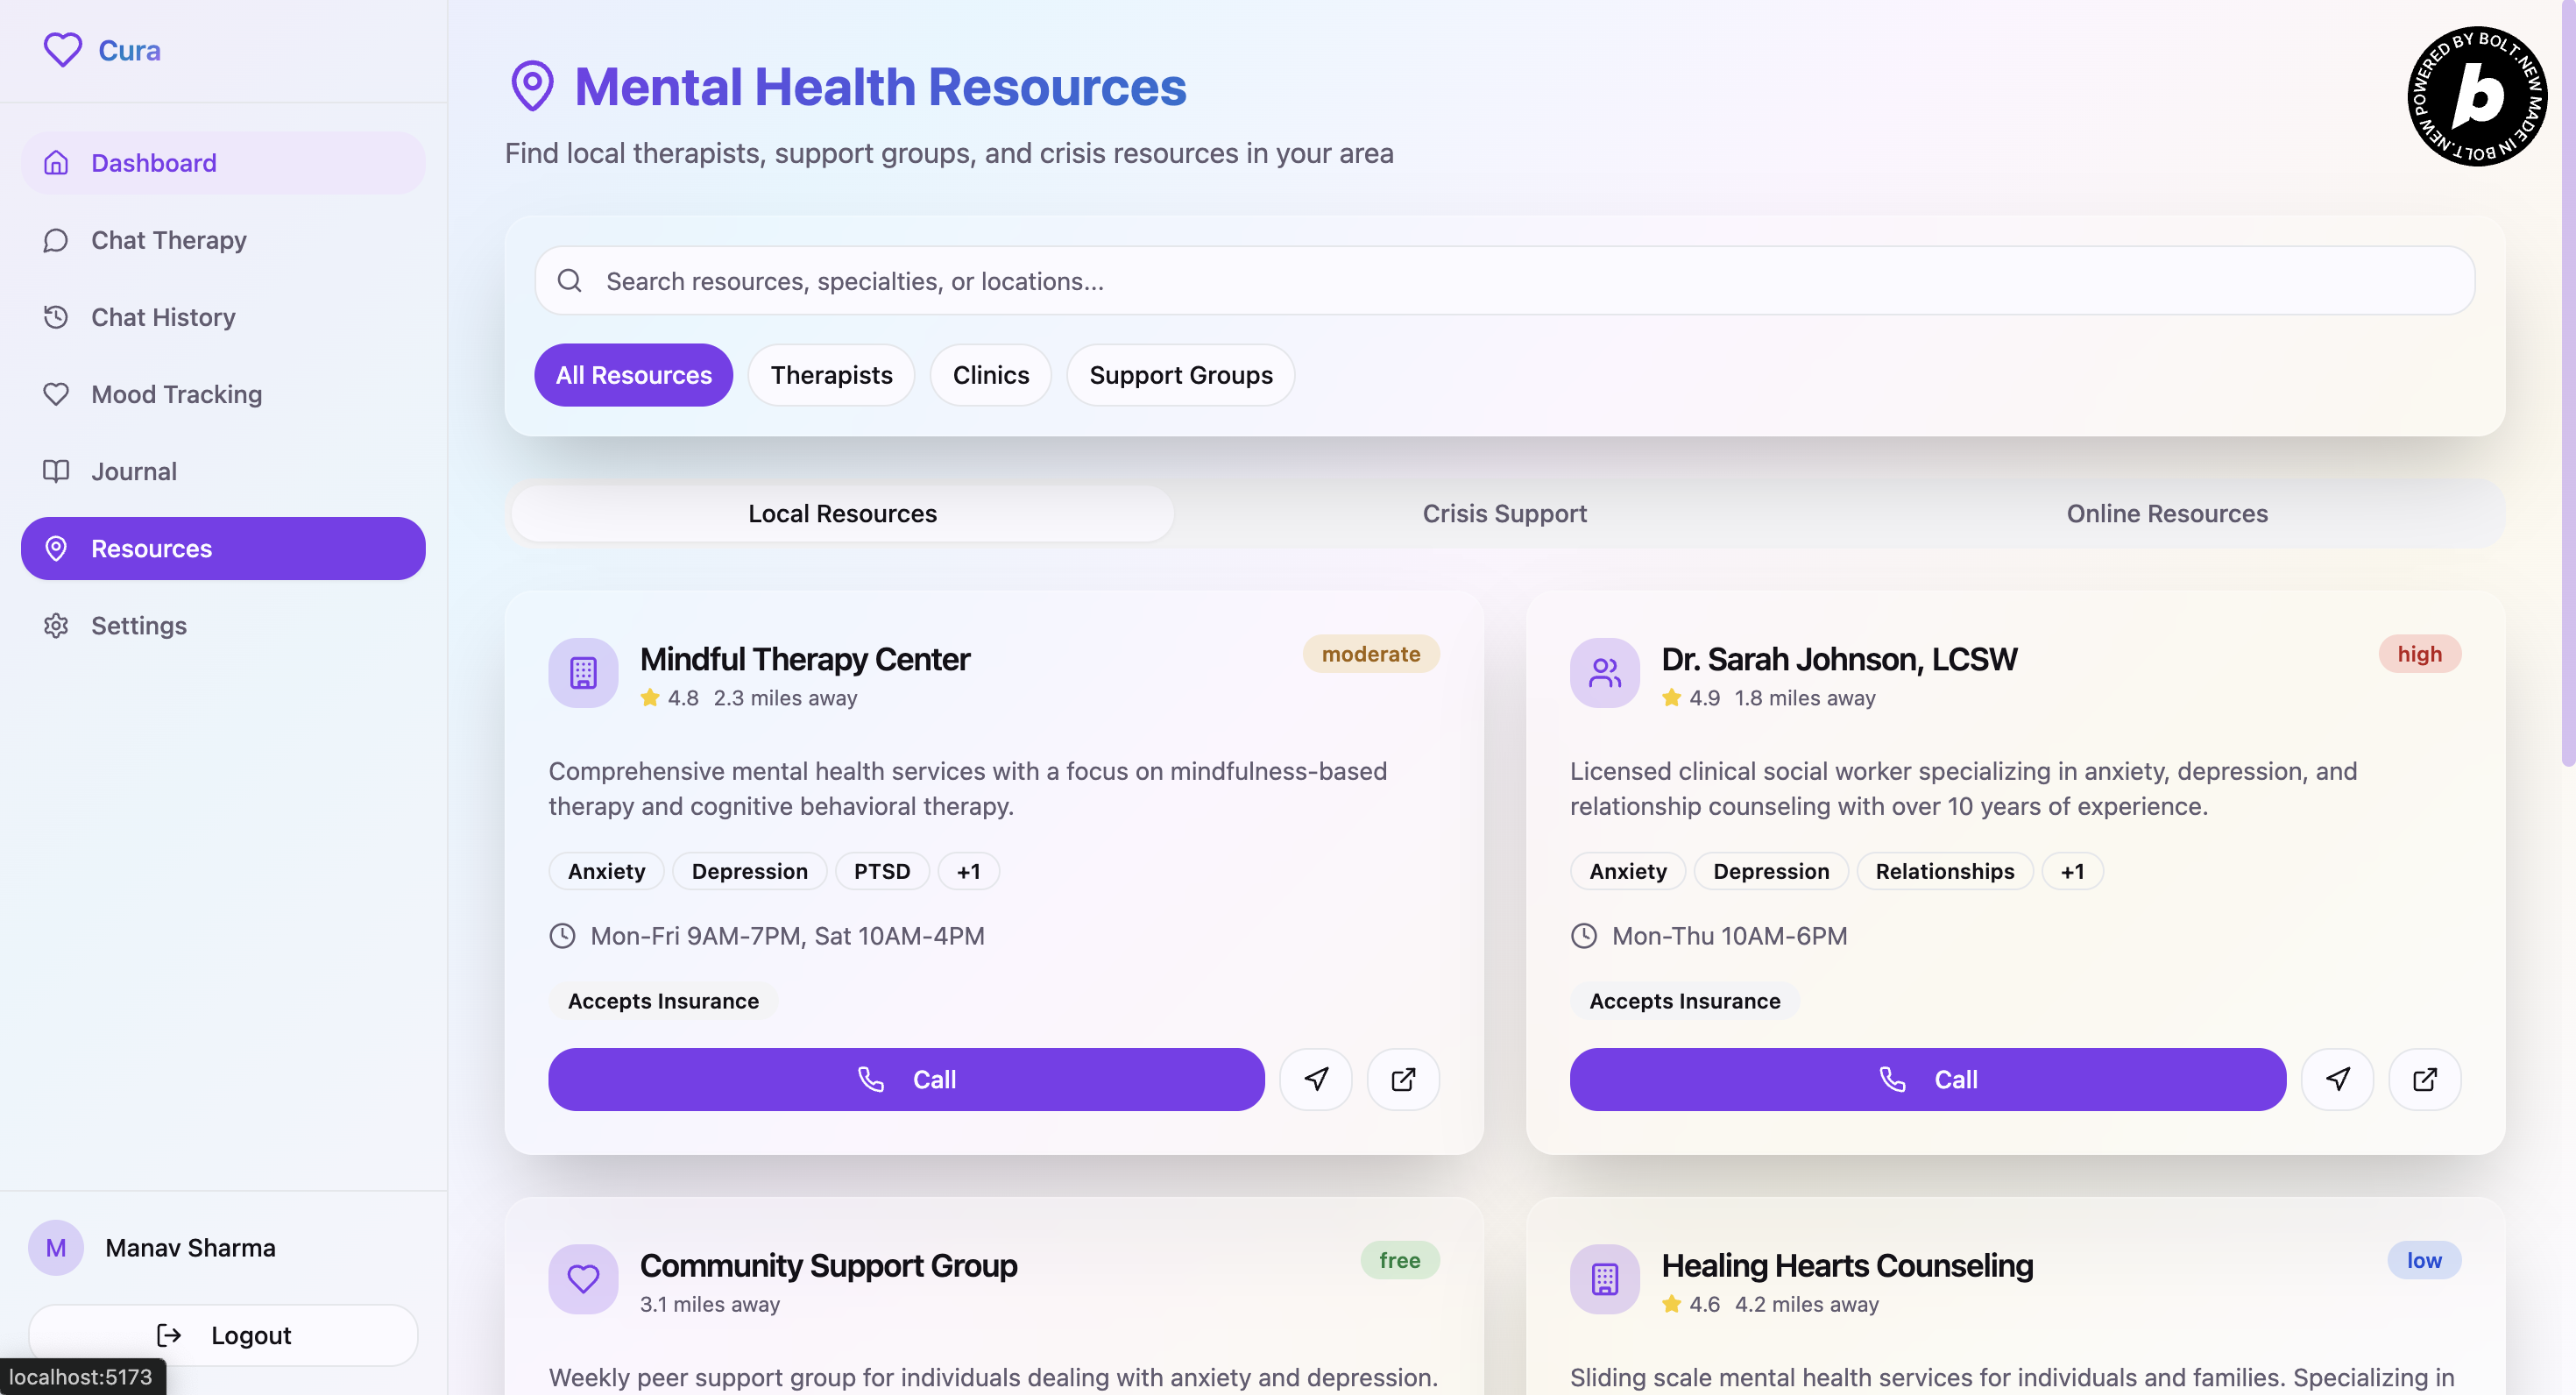 Cura
Dashboard
Chat Therapy
Chat History
Mood Tracking
Journal
Resources
Settings
M
Manav Sharma
Logout
localhost:5173
Mental Health Resources
Find local therapists, support groups, and crisis resources in your area
POWERED BY BOLT.NEW MADE IN BOLT.NEW
b
Search resources, specialties, or locations...
All Resources
Therapists
Clinics
Support Groups
Local Resources
Crisis Support
Online Resources
Mindful Therapy Center
moderate
4.8 2.3 miles away
Comprehensive mental health services with a focus on mindfulness-based
therapy and cognitive behavioral therapy.
Anxiety
Depression
PTSD
+1
Mon-Fri 9AM-7PM, Sat 10AM-4PM
Accepts Insurance
Call
Dr. Sarah Johnson, LCSW
high
4.9 1.8 miles away
Licensed clinical social worker specializing in anxiety, depression, and
relationship counseling with over 10 years of experience.
Anxiety
Depression
Relationships
+1
Mon-Thu 10AM-6PM
Accepts Insurance
Call
Community Support Group
free
3.1 miles away
Weekly peer support group for individuals dealing with anxiety and depression.
Healing Hearts Counseling
low
4.6 4.2 miles away
Sliding scale mental health services for individuals and families. Specializing in